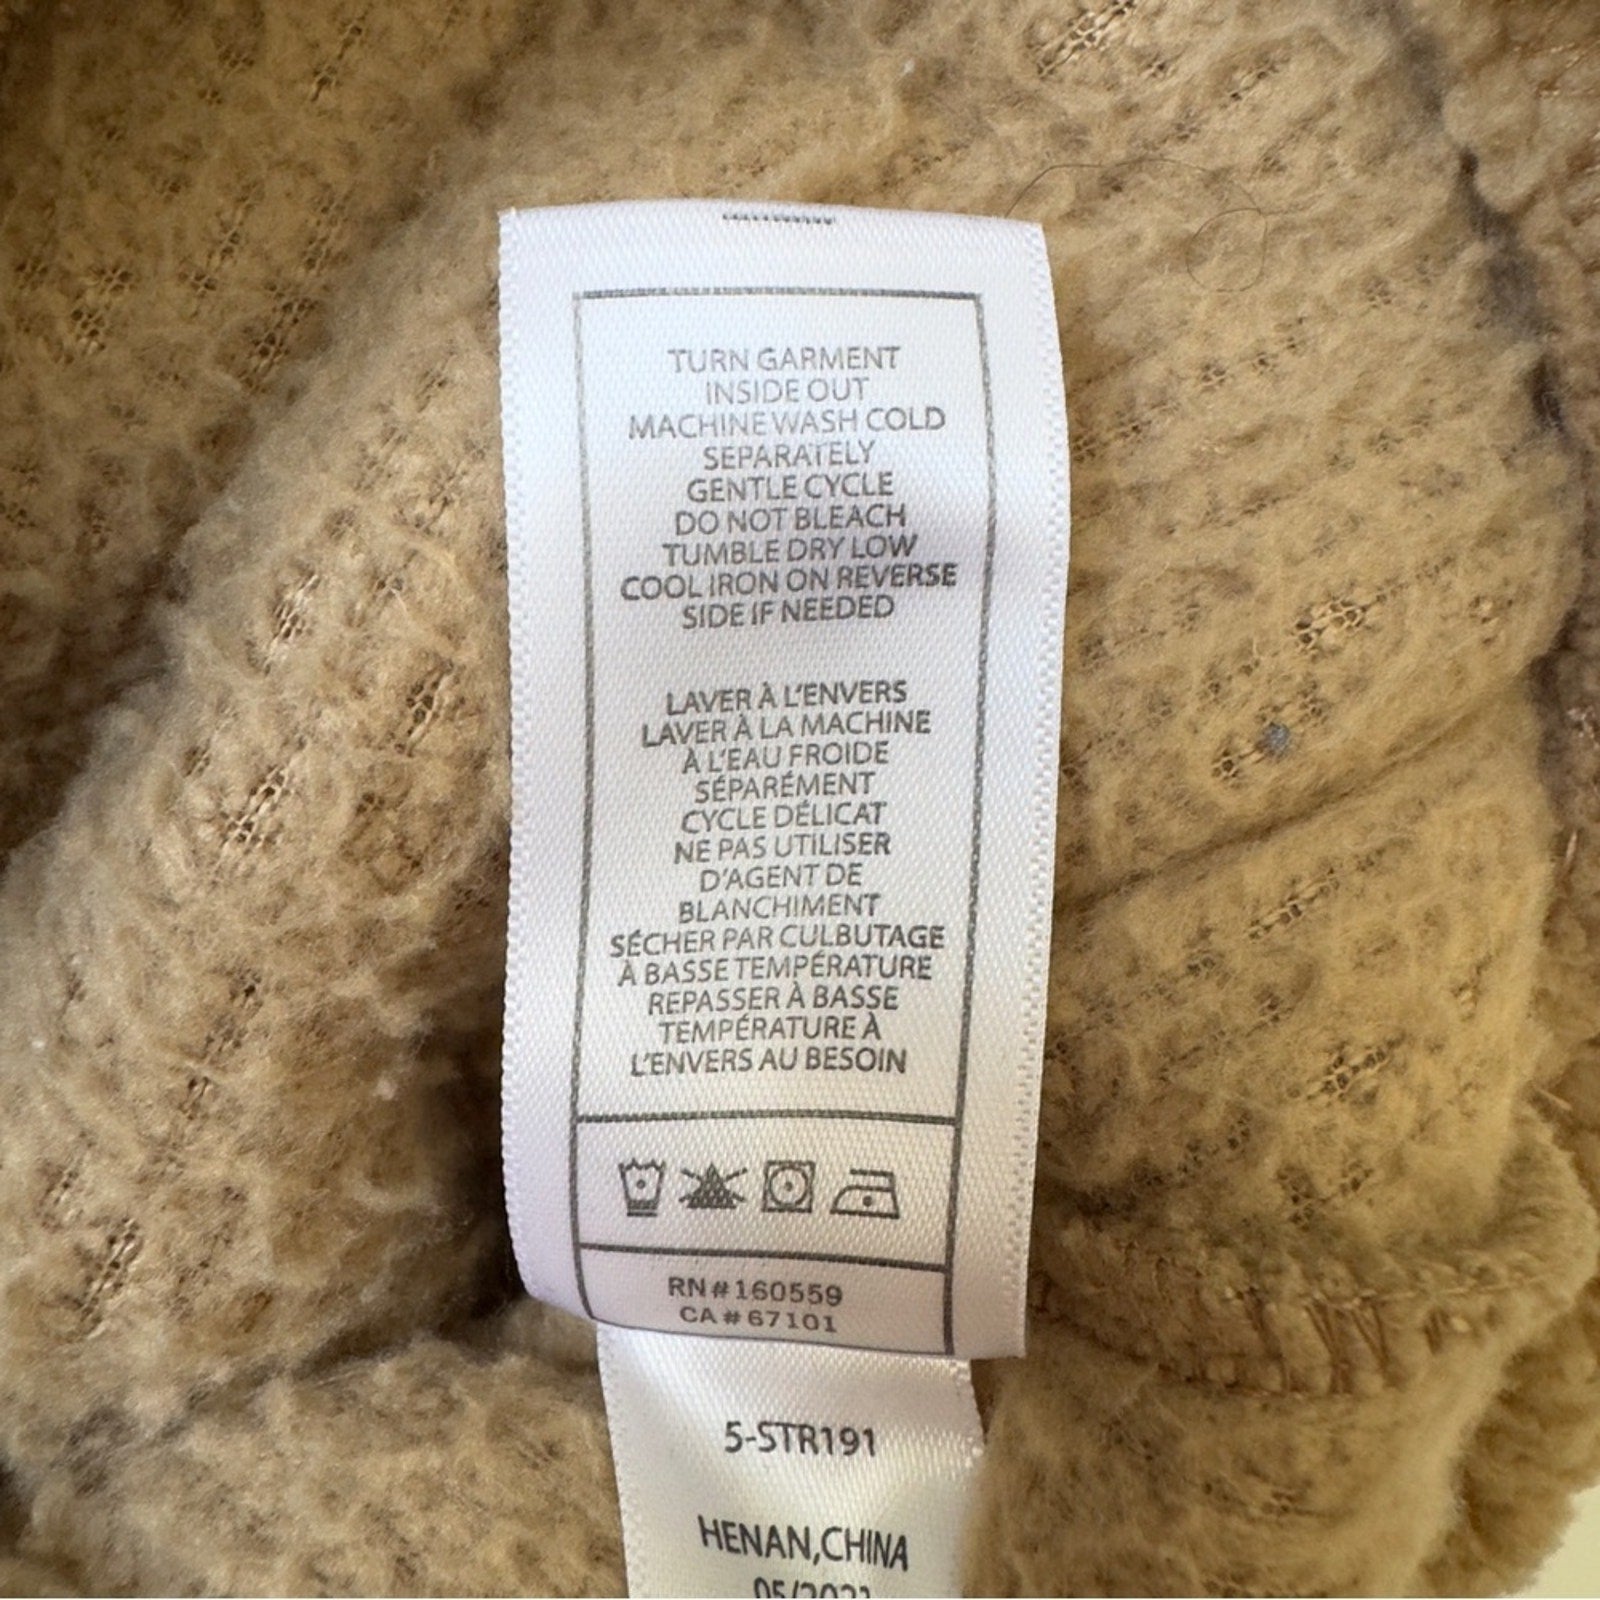 TURN GARMENT
INSIDE OUT
MACHINE WASH COLD
SEPARATELY
GENTLE CYCLE
DO NOT BLEACH
TUMBLE DRY LOW
COOL IRON ON REVERSE
SIDE IF NEEDED
LAVER À L'ENVERS
LAVER À LA MACHINE
À L'EAU FROIDE
SÉPARÉMENT
CYCLE DÉLICAT
NE PAS UTILISER
D'AGENT DE
BLANCHIMENT
SÉCHER PAR CULBUTAGE
À BASSE TEMPÉRATURE
REPASSER À BASSE
TEMPÉRATURE À
L'ENVERS AU BESOIN
RN#160559
CA#67101
5-STR191
HENAN,CHINA